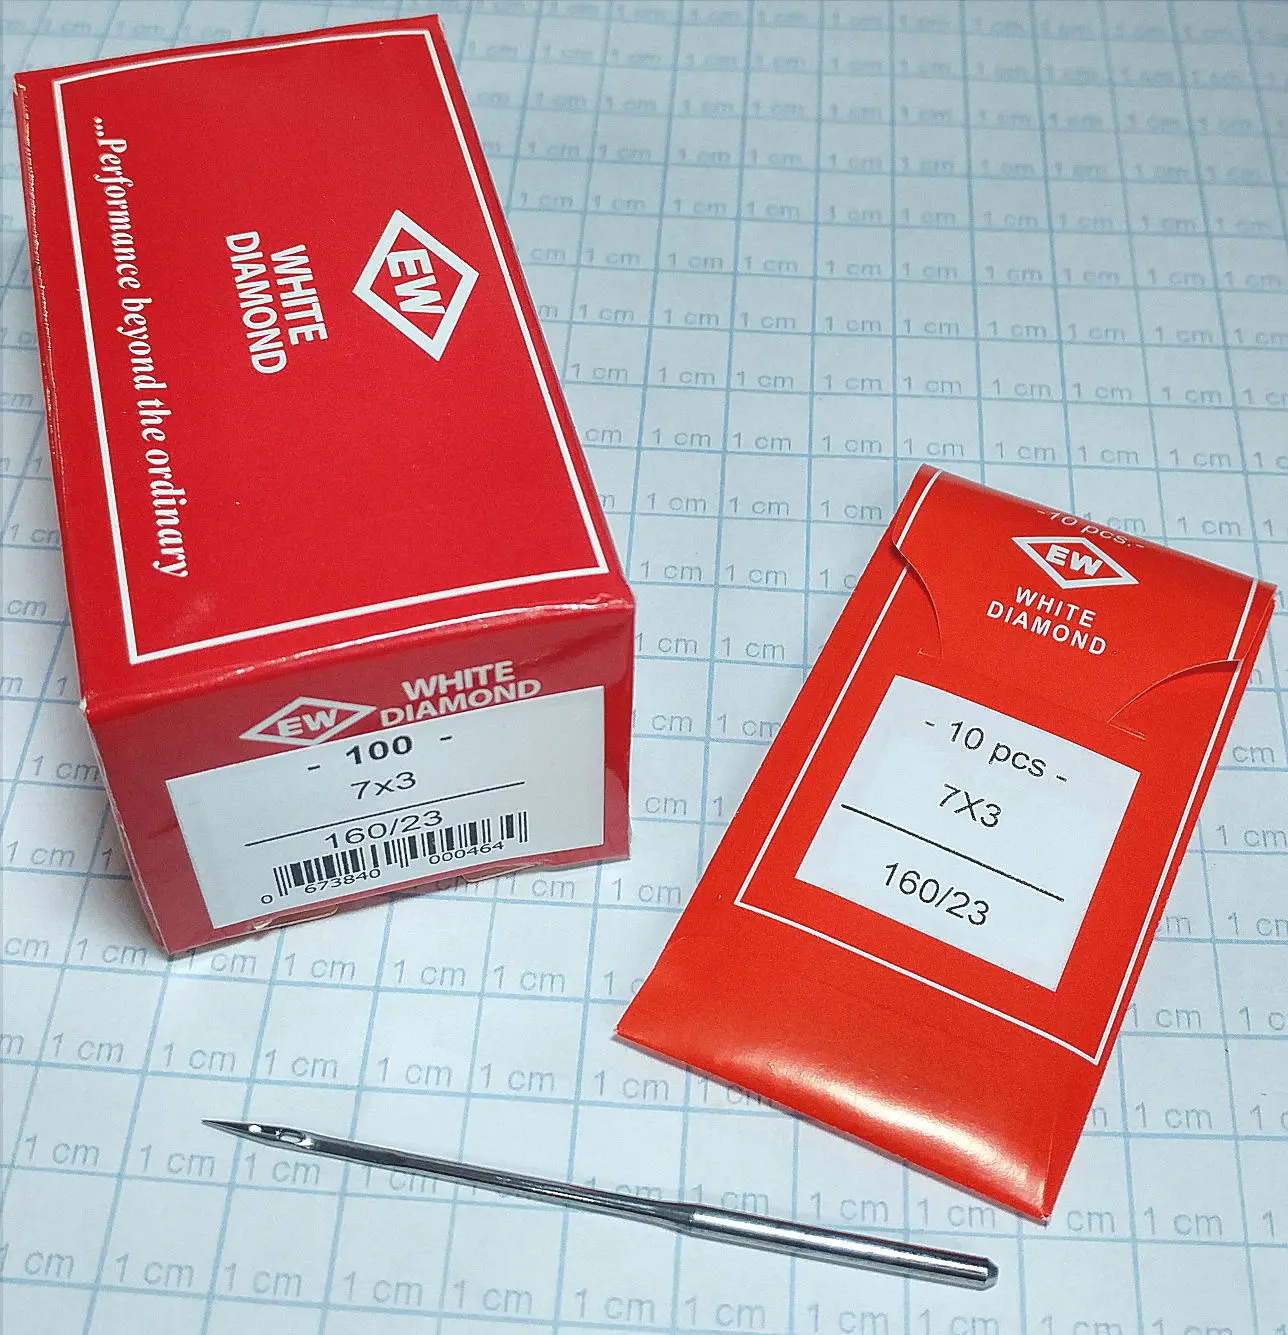 ...Performance beyond the ordinary
WHITE
DIAMOND
EW
EW
WHITE
DIAMOND
- 100 -
7x3
160/23
0 673840 000464
-10 pcs.-
EW
WHITE
DIAMOND
- 10 pcs -
7X3
160/23
1 cm